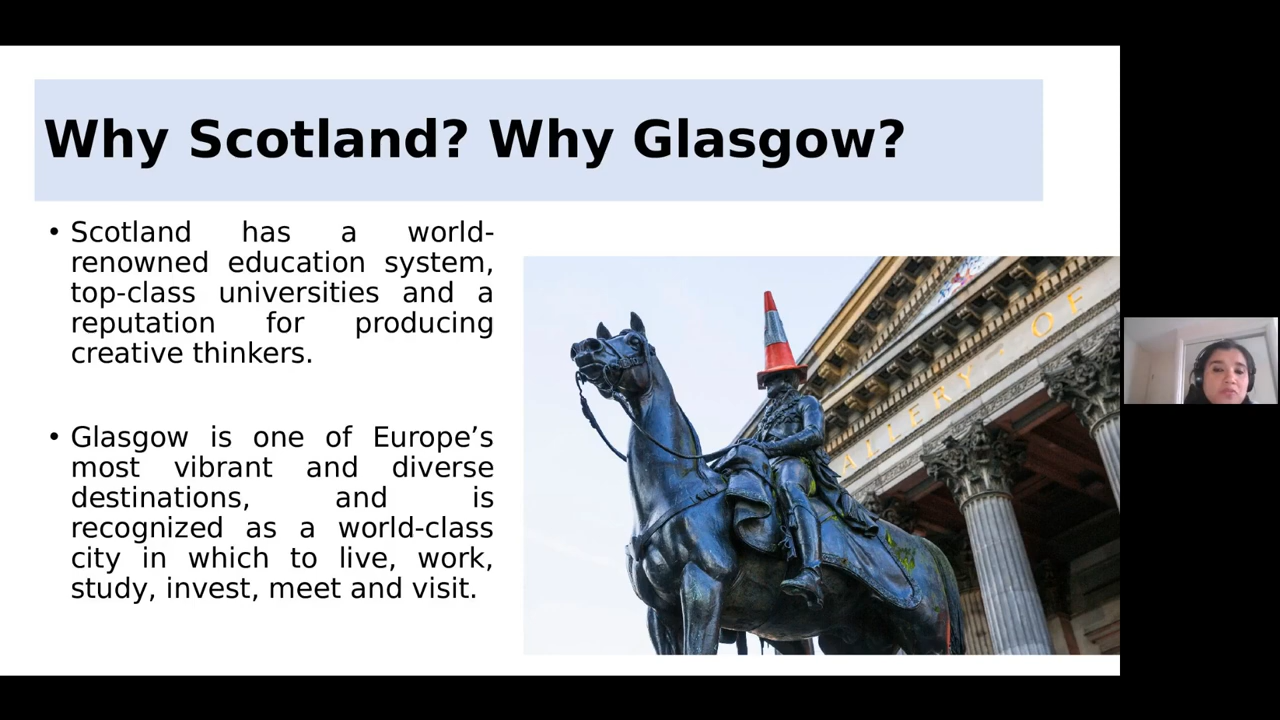 Why Scotland? Why Glasgow?
• Scotland has a world-
renowned education system,
top-class universities and a
reputation for producing
creative thinkers.
• Glasgow is one of Europe’s
most vibrant and diverse
destinations, and is
recognized as a world-class
city in which to live, work,
study, invest, meet and visit.
ALLERY · OF